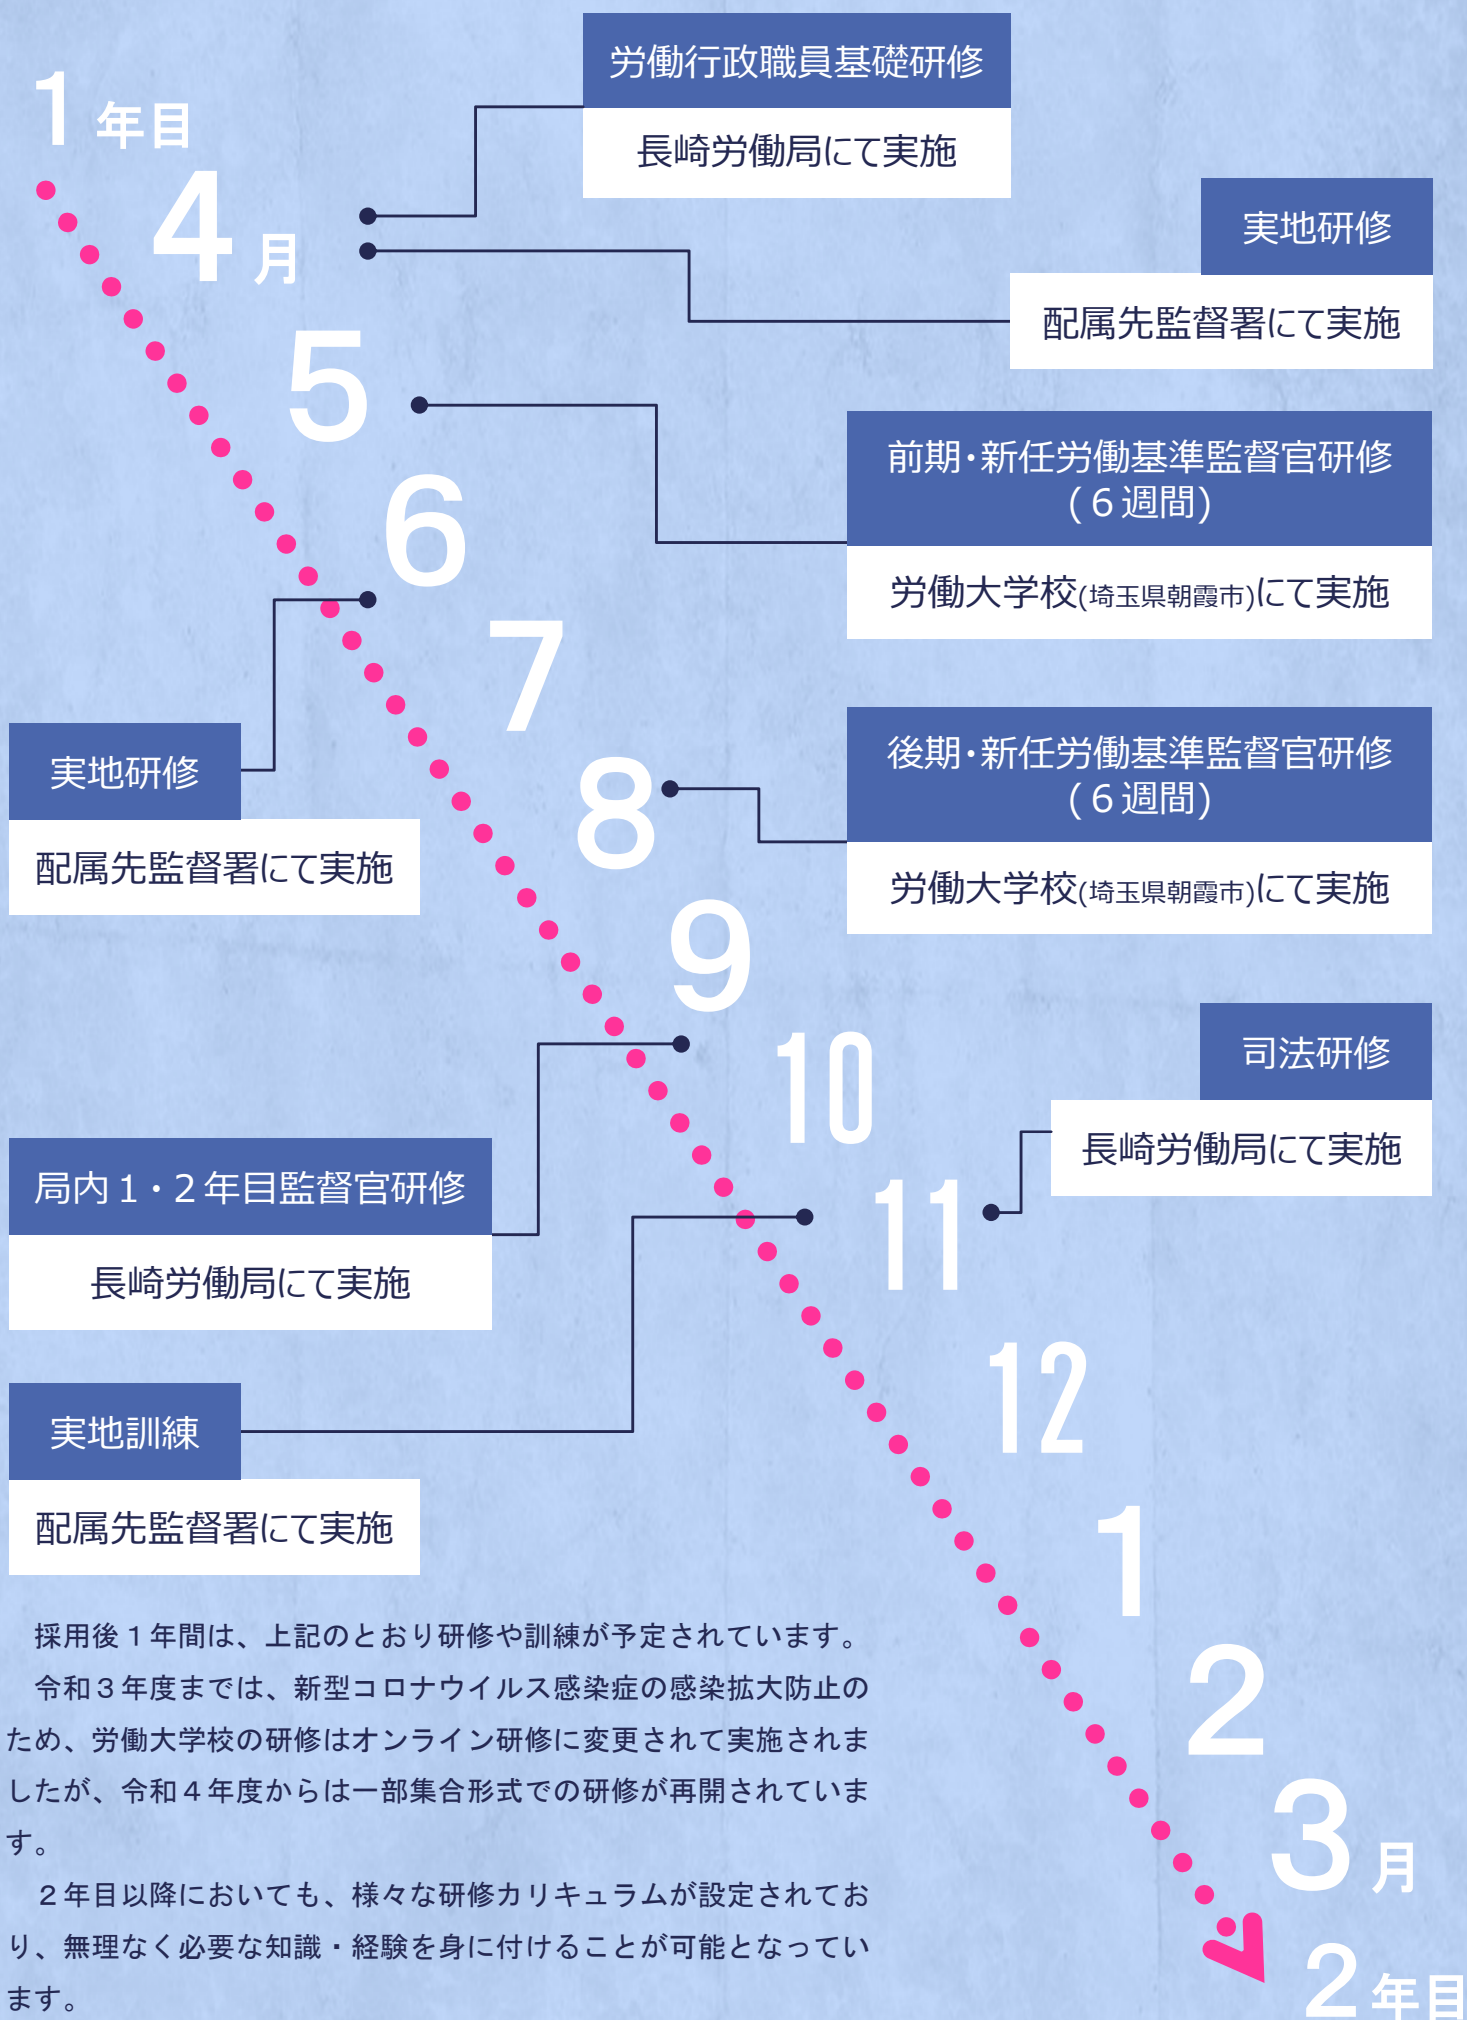 1年目
労働行政職員基礎研修
長崎労働局にて実施
4月
実地研修
配属先監督署にて実施
5
前期・新任労働基準監督官研修
(６週間)
労働大学校(埼玉県朝霞市)にて実施
6
7
実地研修
配属先監督署にて実施
8
後期・新任労働基準監督官研修
(６週間)
労働大学校(埼玉県朝霞市)にて実施
9
10
司法研修
長崎労働局にて実施
局内１・２年目監督官研修
長崎労働局にて実施
11
12
実地訓練
配属先監督署にて実施
1
2
3月
2年目
採用後１年間は、上記のとおり研修や訓練が予定されています。
令和３年度までは、新型コロナウイルス感染症の感染拡大防止の
ため、労働大学校の研修はオンライン研修に変更されて実施されま
したが、令和４年度からは一部集合形式での研修が再開されていま
す。
２年目以降においても、様々な研修カリキュラムが設定されてお
り、無理なく必要な知識・経験を身に付けることが可能となってい
ます。